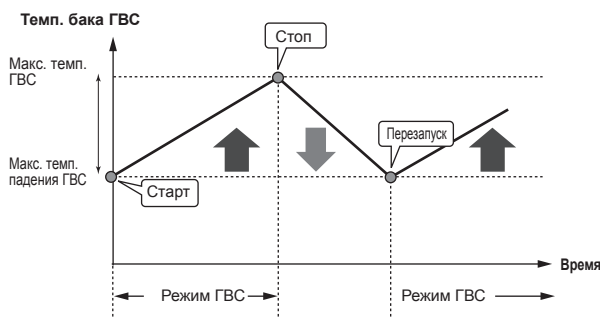 Темп. бака ГВС
Стоп
Макс. темп.
ГВС
Перезапуск
Макс. темп.
падения ГВС
Старт
Время
Режим ГВС
Режим ГВС